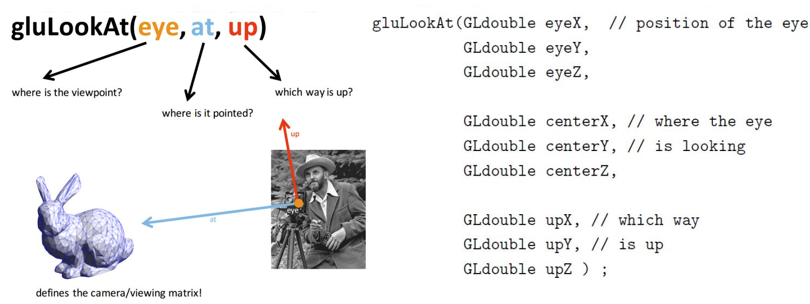 gluLookAt(eye, at, up)
where is the viewpoint?
where is it pointed?
which way is up?
up
eye
at
defines the camera/viewing matrix!
gluLookAt(GLdouble eyeX, // position of the eye
GLdouble eyeY,
GLdouble eyeZ,
GLdouble centerX, // where the eye
GLdouble centerY, // is looking
GLdouble centerZ,
GLdouble upX, // which way
GLdouble upY, // is up
GLdouble upZ ) ;